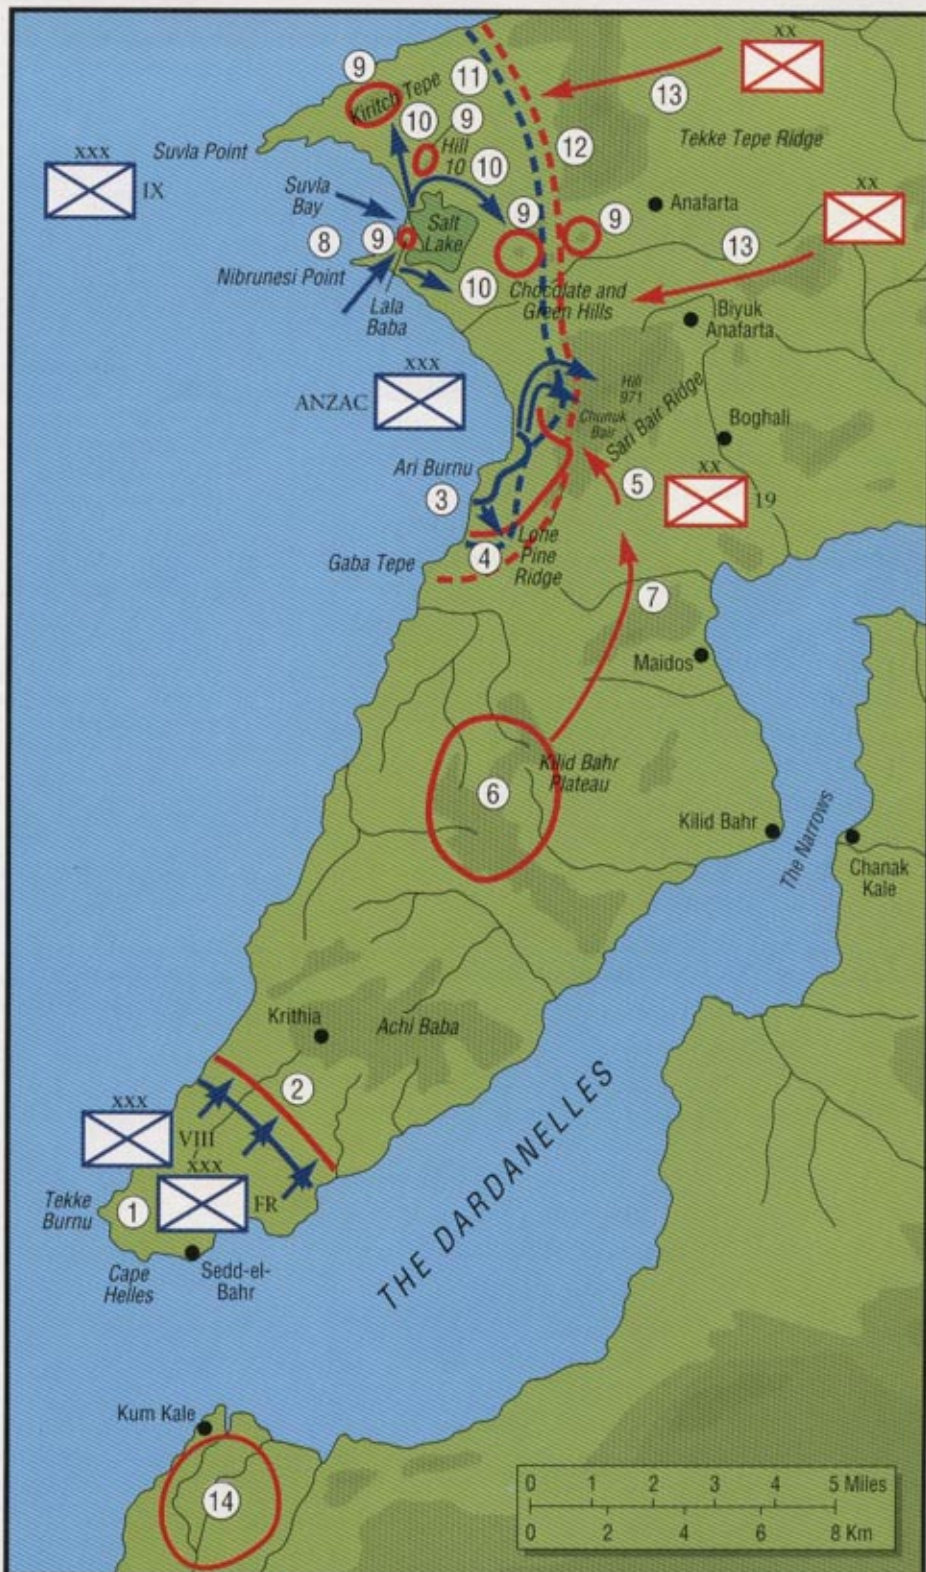 xx
9
11
Kiritch Tepe
13
10
9
Hill
10
12
Tekke Tepe Ridge
Suvla Point
xxx
IX
10
xx
Suvla
Bay
Anafarta
9
9
Salt
Lake
8
9
13
Nibrunesi Point
10
Chocolate and
Green Hills
Lala
Baba
Biyuk
Anafarta
xxx
ANZAC
Hill
971
Chunuk
Bair
Sari Bair Ridge
Boghali
Ari Burnu
xx
19
3
5
Lone
Pine
Ridge
4
Gaba Tepe
7
Maidos
Kilid Bahr
Plateau
6
Kilid Bahr
The Narrows
Chanak
Kale
Krithia
Achi Baba
2
xxx
VIII
xxx
FR
Tekke
Burnu
1
Cape
Helles
Sedd-el-
Bahr
THE DARDANELLES
Kum Kale
14
0 1 2 3 4 5 Miles
0 2 4 6 8 Km